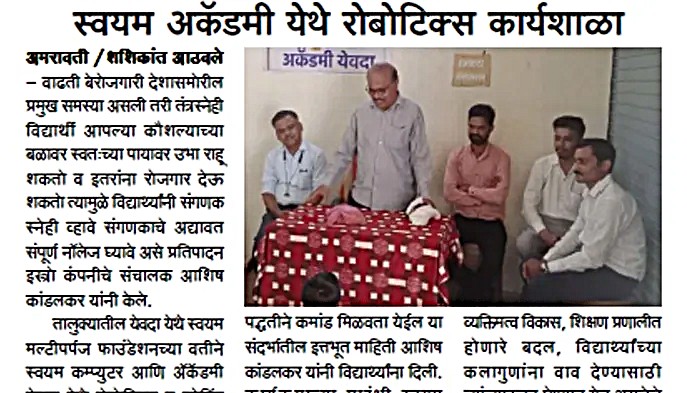 स्वयम अकॅडमी येथे रोबोटिक्स कार्यशाळा
अमरावती /शशिकांत आठवले
– वाढती बेरोजगारी देशासमोरील
प्रमुख समस्या असली तरी तंत्रस्नेही
विद्यार्थी आपल्या कौशल्याच्या
बळावर स्वतःच्या पायावर उभा राहू
शकतो व इतरांना रोजगार देऊ
शकतो त्यामुळे विद्यार्थ्यांनी संगणक
स्नेही व्हावे संगणकाचे अद्यावत
संपूर्ण नॉलेज घ्यावे असे प्रतिपादन
इस्रो कंपनीचे संचालक आशिष
कांडलकर यांनी केले.
तालुक्यातील येवदा येथे स्वयम
मल्टीपर्पज फाउंडेशनच्या वतीने
स्वयम कम्प्युटर आणि अॅकॅडमी
अकॅडमी येवदा
पद्धतीने कमांड मिळवता येईल या
संदर्भातील इत्तभूत माहिती आशिष
कांडलकर यांनी विद्यार्थ्यांना दिली.
व्यक्तिमत्व विकास, शिक्षण प्रणालीत
होणारे बदल, विद्यार्थ्यांच्या
कलागुणांना वाव देण्यासाठी